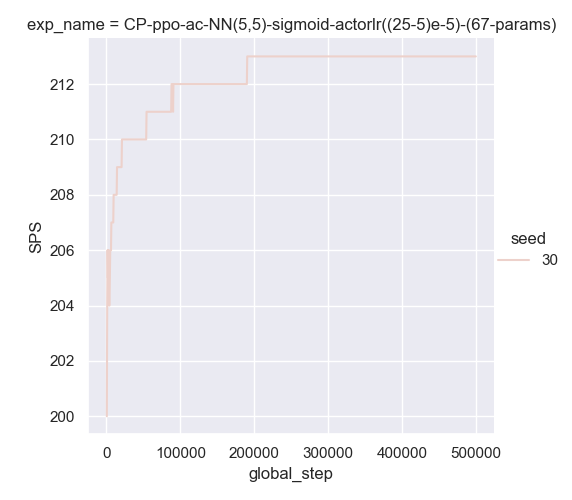 exp_name = CP-ppo-ac-NN(5,5)-sigmoid-actorlr((25-5)e-5)-(67-params)
212
210
208
206
204
202
200
SPS
0 100000 200000 300000 400000 500000
global_step
seed
30